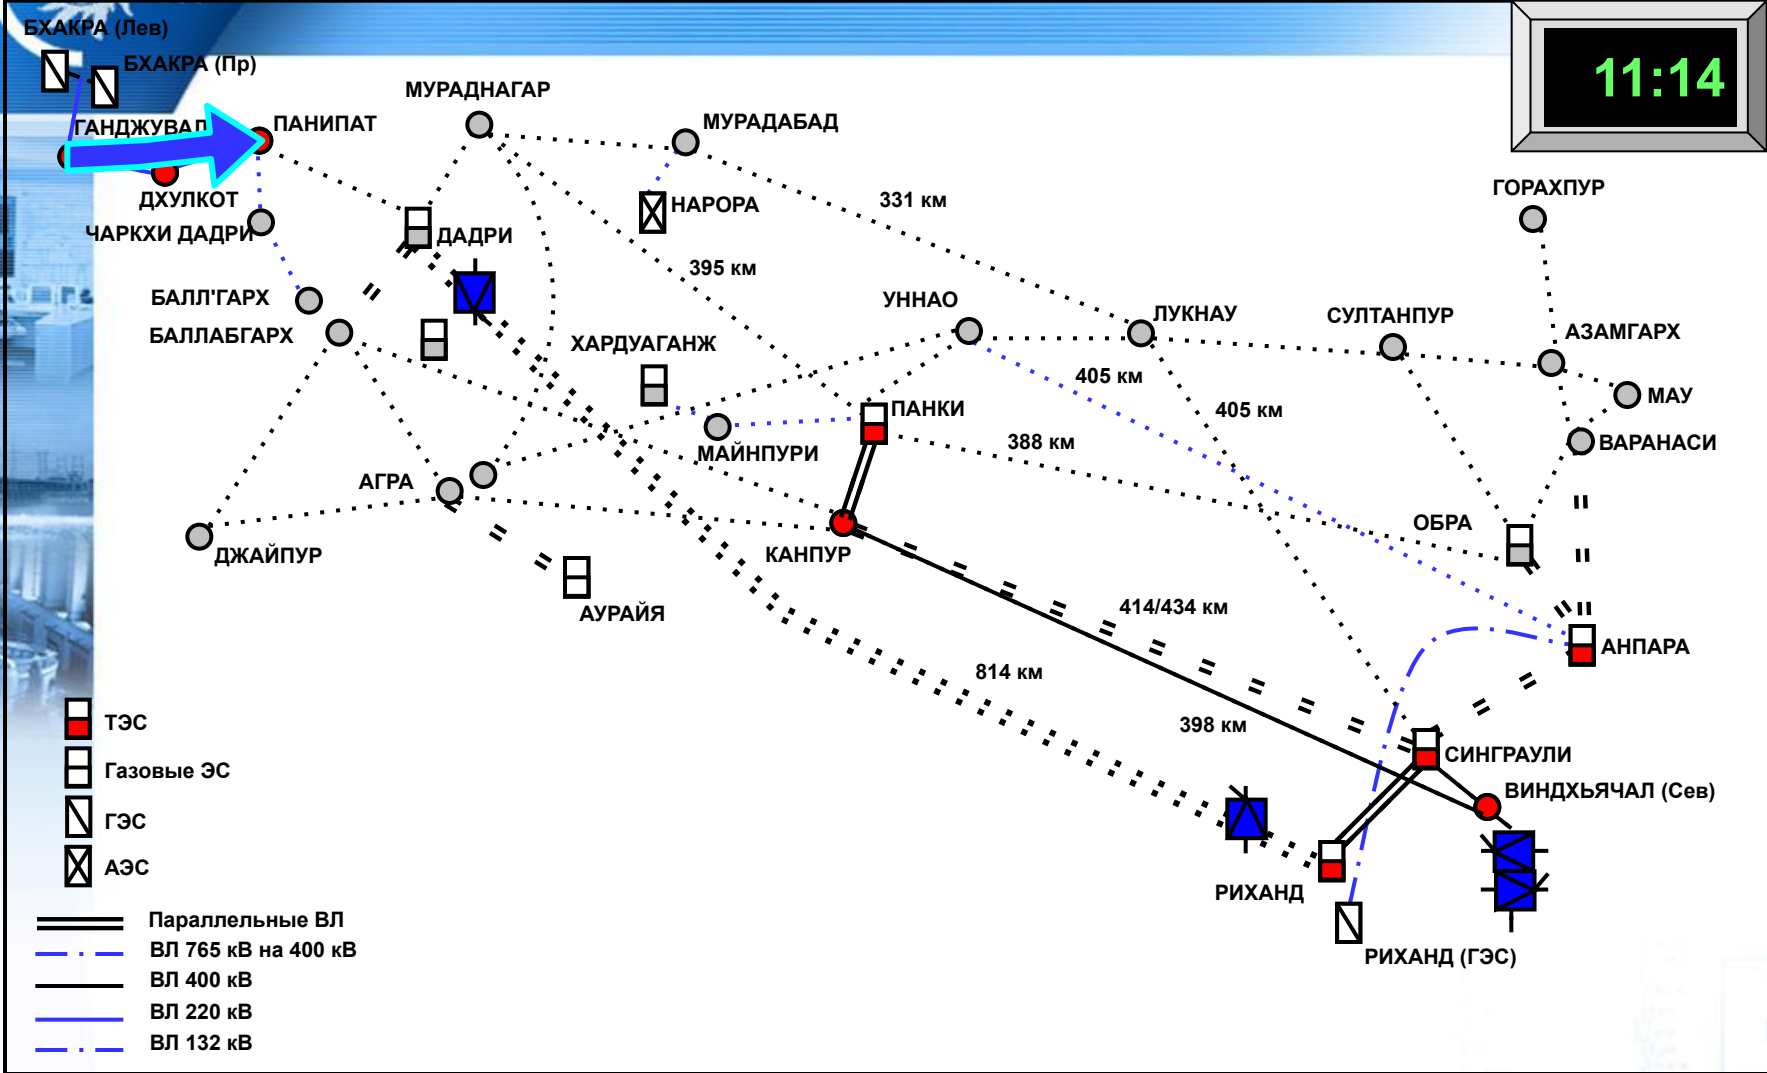 БХАКРА (Лев)
БХАКРА (Пр)
11:14
МУРАДНАГАР
ГАНДЖУВАЛ
ПАНИПАТ
МУРАДАБАД
ДХУЛКОТ
331 км
ГОРАХПУР
НАРОРА
ЧАРКХИ ДАДРИ
ДАДРИ
395 км
БАЛЛ'ГАРХ
УННАО
ЛУКНАУ
СУЛТАНПУР
АЗАМГАРХ
БАЛЛАБГАРХ
ХАРДУАГАНЖ
405 км
МАУ
ПАНКИ
405 км
388 км
ВАРАНАСИ
МАЙНПУРИ
АГРА
ОБРА
ДЖАЙПУР
КАНПУР
АУРАЙЯ
414/434 км
АНПАРА
814 км
398 км
ТЭС
СИНГРАУЛИ
Газовые ЭС
ВИНДХЬЯЧАЛ (Сев)
ГЭС
АЭС
РИХАНД
РИХАНД (ГЭС)
Параллельные ВЛ
ВЛ 765 кВ на 400 кВ
ВЛ 400 кВ
ВЛ 220 кВ
ВЛ 132 кВ